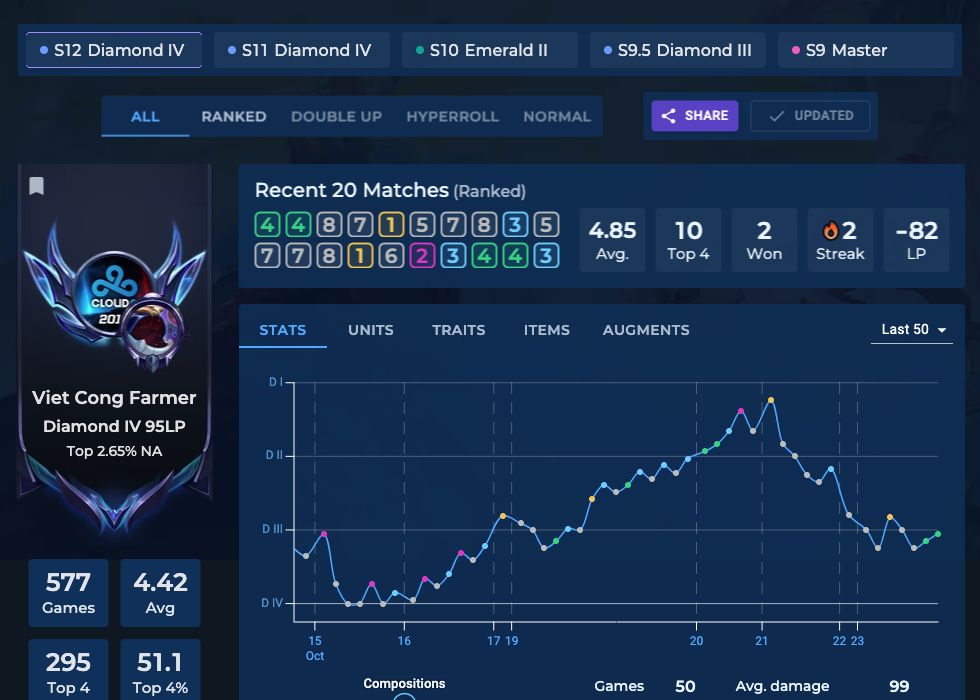 S12 Diamond IV
S11 Diamond IV
S10 Emerald II
S9.5 Diamond III
S9 Master
ALL
RANKED
DOUBLE UP
HYPERROLL
NORMAL
SHARE
UPDATED
Recent 20 Matches (Ranked)
4 4 8 7 1 5 7 8 3 5
7 7 8 1 6 2 3 4 4 3
4.85
Avg.
10
Top 4
2
Won
2
Streak
-82
LP
CLOUD
201
Viet Cong Farmer
Diamond IV 95LP
Top 2.65% NA
577
Games
4.42
Avg
295
Top 4
51.1
Top 4%
STATS
UNITS
TRAITS
ITEMS
AUGMENTS
Last 50
D I
D II
D III
D IV
15 16 17 19 20 21 22 23
Oct
Compositions
Games 50
Avg. damage 99